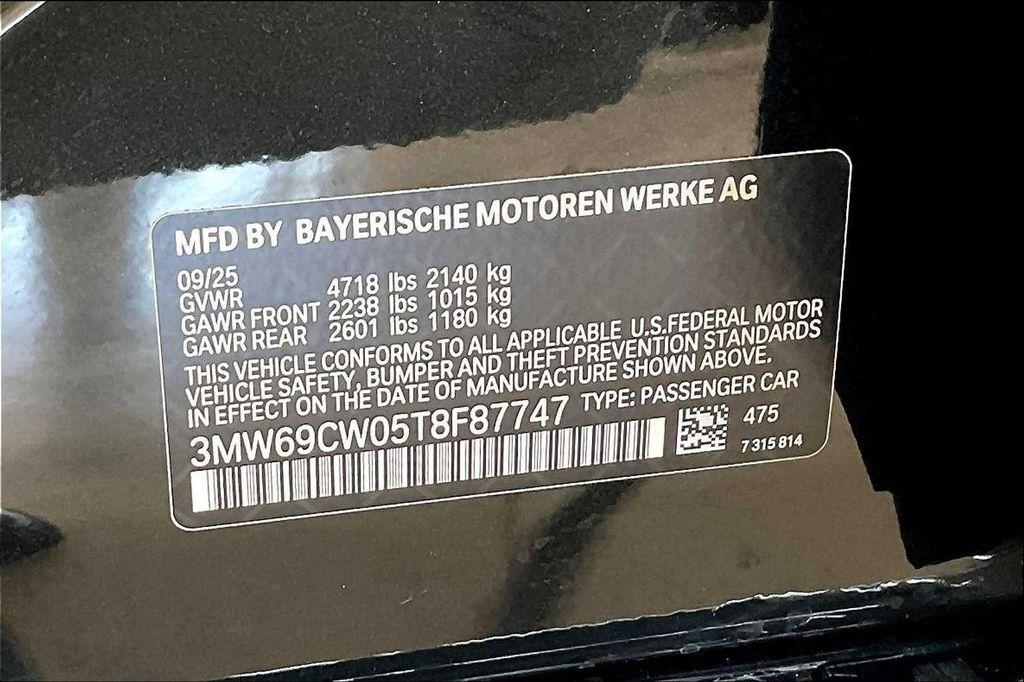 MFD BY BAYERISCHE MOTOREN WERKE AG
09/25
GVWR 4718 lbs 2140 kg
GAWR FRONT 2238 lbs 1015 kg
GAWR REAR 2601 lbs 1180 kg
THIS VEHICLE CONFORMS TO ALL APPLICABLE U.S.FEDERAL MOTOR
VEHICLE SAFETY, BUMPER AND THEFT PREVENTION STANDARDS
IN EFFECT ON THE DATE OF MANUFACTURE SHOWN ABOVE.
3MW69CW05T8F87747 TYPE: PASSENGER CAR
475
7 315 814